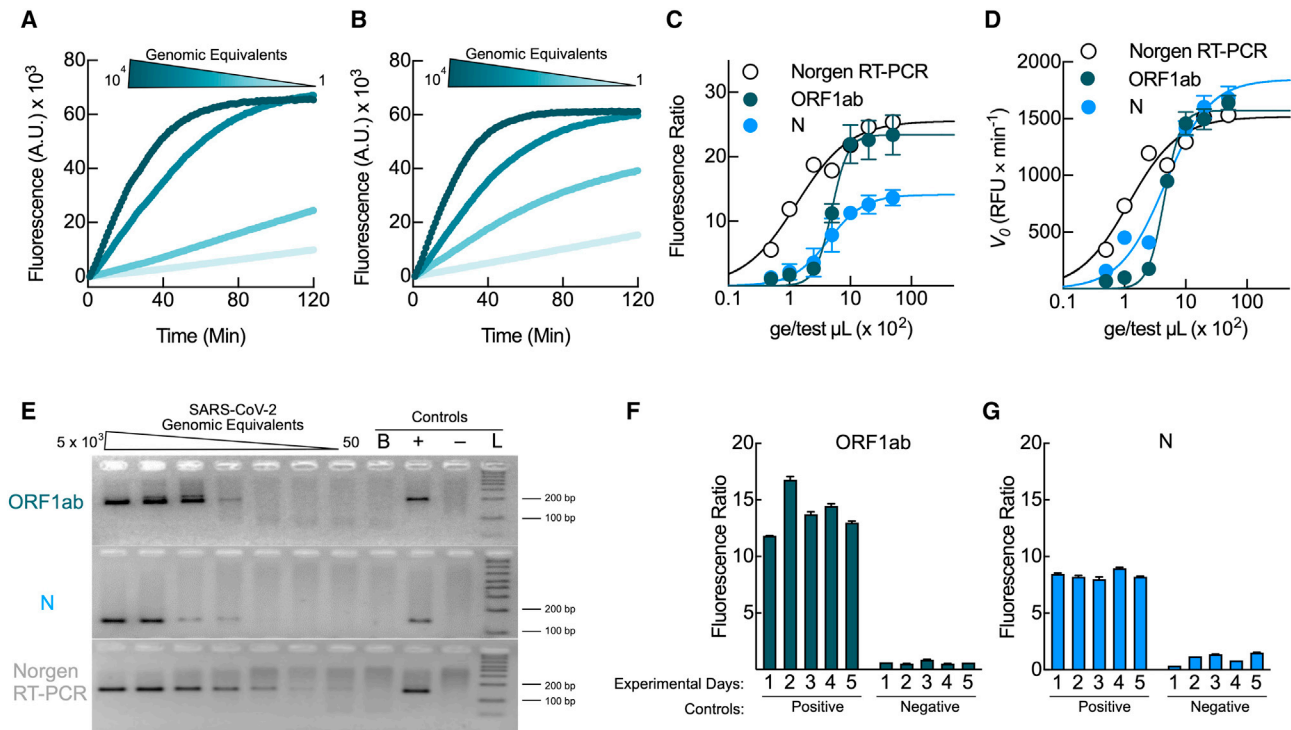 A
Genomic Equivalents
10⁴
1
Fluorescence (A.U.) x 10³
80
60
40
20
0
0 40 80 120
Time (Min)
B
Genomic Equivalents
10⁴
1
Fluorescence (A.U.) x 10³
80
60
40
20
0
0 40 80 120
Time (Min)
C
Norgen RT-PCR
ORF1ab
N
Fluorescence Ratio
30
20
10
0.1 1 10 100
ge/test µL (x 10²)
D
Norgen RT-PCR
ORF1ab
N
V₀ (RFU × min⁻¹)
2000
1500
1000
500
0.1 1 10 100
ge/test µL (x 10²)
E
SARS-CoV-2
Genomic Equivalents
5 x 10³
50
Controls
B + – L
ORF1ab
200 bp
100 bp
N
200 bp
100 bp
Norgen
RT-PCR
200 bp
100 bp
F
ORF1ab
Fluorescence Ratio
20
15
10
5
0
Experimental Days: 1 2 3 4 5 1 2 3 4 5
Controls: Positive Negative
G
N
Fluorescence Ratio
20
15
10
5
0
1 2 3 4 5 1 2 3 4 5
Positive Negative